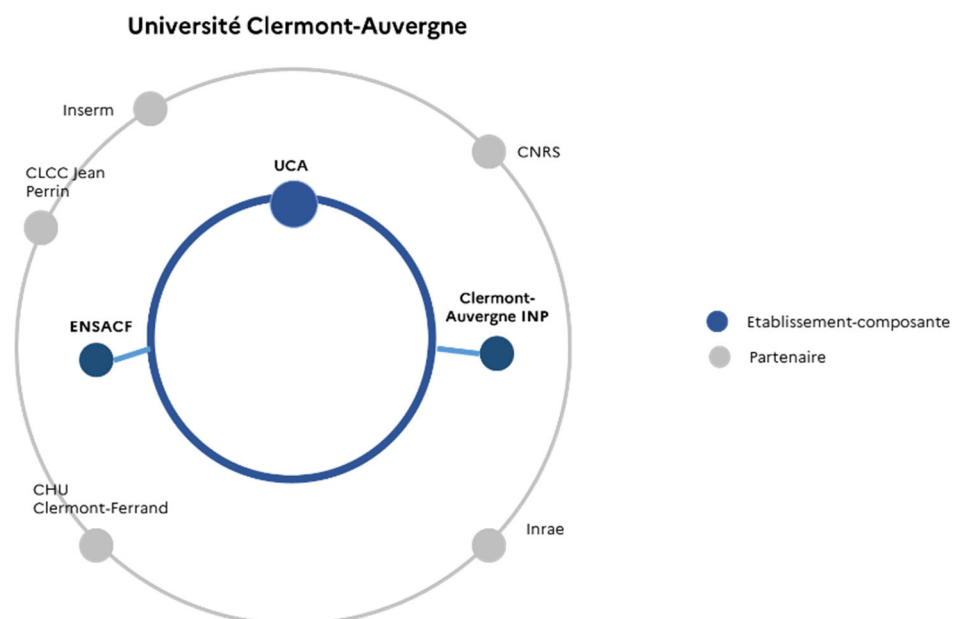 Université Clermont-Auvergne
Inserm
CNRS
UCA
CLCC Jean
Perrin
Clermont-
Auvergne INP
ENSACF
Etablissement-composante
Partenaire
CHU
Clermont-Ferrand
Inrae